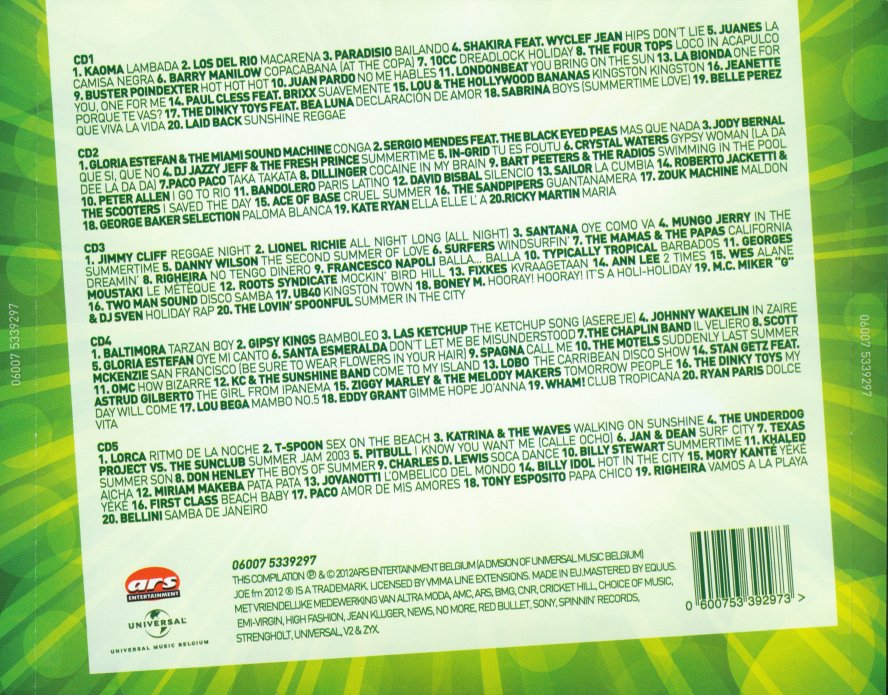 CD1
1. KAOMA LAMBADA 2. LOS DEL RIO MACARENA 3. PARADISIO BAILANDO 4. SHAKIRA FEAT. WYCLEF JEAN HIPS DON'T LIE 5. JUANES LA
CAMISA NEGRA 6. BARRY MANILOW COPACABANA (AT THE COPA) 7. 10CC DREADLOCK HOLIDAY 8. THE FOUR TOPS LOCO IN ACAPULCO
9. BUSTER POINDEXTER HOT HOT HOT 10. JUAN PARDO NO ME HABLES 11. LONDONBEAT YOU BRING ON THE SUN 13. LA BIONDA ONE FOR
YOU, ONE FOR ME 14. PAUL CLESS FEAT. BRIXX SUAVEMENTE 15. LOU & THE HOLLYWOOD BANANAS KINGSTON KINGSTON 16. JEANETTE
PORQUE TE VAS? 17. THE DINKY TOYS FEAT. BEA LUNA DECLARACIÓN DE AMOR 18. SABRINA BOYS (SUMMERTIME LOVE) 19. BELLE PEREZ
QUE VIVA LA VIDA 20. LAID BACK SUNSHINE REGGAE
CD2
1. GLORIA ESTEFAN & THE MIAMI SOUND MACHINE CONGA 2. SERGIO MENDES FEAT. THE BLACK EYED PEAS MAS QUE NADA 3. JODY BERNAL
QUE SI, QUE NO 4. DJ JAZZY JEFF & THE FRESH PRINCE SUMMERTIME 5. IN-GRID TU ES FOUTU 6. CRYSTAL WATERS GYPSY WOMAN (LA DA
DEE LA DA DA) 7.PACO PACO TAKA TAKATA 8. DILLINGER COCAINE IN MY BRAIN 9. BART PEETERS & THE RADIOS SWIMMING IN THE POOL
10. PETER ALLEN I GO TO RIO 11. BANDOLERO PARIS LATINO 12. DAVID BISBAL SILENCIO 13. SAILOR LA CUMBIA 14. ROBERTO JACKETTI &
THE SCOOTERS I SAVED THE DAY 15. ACE OF BASE CRUEL SUMMER 16. THE SANDPIPERS GUANTANAMERA 17. ZOUK MACHINE MALDON
18. GEORGE BAKER SELECTION PALOMA BLANCA 19. KATE RYAN ELLA ELLE L' A 20.RICKY MARTIN MARIA
CD3
1. JIMMY CLIFF REGGAE NIGHT 2. LIONEL RICHIE ALL NIGHT LONG (ALL NIGHT) 3. SANTANA OYE COMO VA 4. MUNGO JERRY IN THE
SUMMERTIME 5. DANNY WILSON THE SECOND SUMMER OF LOVE 6. SURFERS WINDSURFIN' 7. THE MAMAS & THE PAPAS CALIFORNIA
DREAMIN' 8. RIGHEIRA NO TENGO DINERO 9. FRANCESCO NAPOLI BALLA... BALLA 10. TYPICALLY TROPICAL BARBADOS 11. GEORGES
MOUSTAKI LE MÉTÈQUE 12. ROOTS SYNDICATE MOCKIN' BIRD HILL 13. FIXKES KVRAAGETAAN 14. ANN LEE 2 TIMES 15. WES ALANE
16. TWO MAN SOUND DISCO SAMBA 17. UB40 KINGSTON TOWN 18. BONEY M. HOORAY! HOORAY! IT'S A HOLI-HOLIDAY 19. M.C. MIKER "G"
& DJ SVEN HOLIDAY RAP 20. THE LOVIN' SPOONFUL SUMMER IN THE CITY
CD4
1. BALTIMORA TARZAN BOY 2. GIPSY KINGS BAMBOLEO 3. LAS KETCHUP THE KETCHUP SONG (ASEREJE) 4. JOHNNY WAKELIN IN ZAIRE
5. GLORIA ESTEFAN OYE MI CANTO 6. SANTA ESMERALDA DON'T LET ME BE MISUNDERSTOOD 7.THE CHAPLIN BAND IL VELIERO 8. SCOTT
MCKENZIE SAN FRANCISCO (BE SURE TO WEAR FLOWERS IN YOUR HAIR) 9. SPAGNA CALL ME 10. THE MOTELS SUDDENLY LAST SUMMER
11. OMC HOW BIZARRE 12. KC & THE SUNSHINE BAND COME TO MY ISLAND 13. LOBO THE CARRIBEAN DISCO SHOW 14. STAN GETZ FEAT.
ASTRUD GILBERTO THE GIRL FROM IPANEMA 15. ZIGGY MARLEY & THE MELODY MAKERS TOMORROW PEOPLE 16. THE DINKY TOYS MY
DAY WILL COME 17. LOU BEGA MAMBO NO.5 18. EDDY GRANT GIMME HOPE JO'ANNA 19. WHAM! CLUB TROPICANA 20. RYAN PARIS DOLCE
VITA
CD5
1. LORCA RITMO DE LA NOCHE 2. T-SPOON SEX ON THE BEACH 3. KATRINA & THE WAVES WALKING ON SUNSHINE 4. THE UNDERDOG
PROJECT VS. THE SUNCLUB SUMMER JAM 2003 5. PITBULL I KNOW YOU WANT ME (CALLE OCHO) 6. JAN & DEAN SURF CITY 7. TEXAS
SUMMER SON 8. DON HENLEY THE BOYS OF SUMMER 9. CHARLES D. LEWIS SOCA DANCE 10. BILLY STEWART SUMMERTIME 11. KHALED
AICHA 12. MIRIAM MAKEBA PATA PATA 13. JOVANOTTI L'OMBELICO DEL MONDO 14. BILLY IDOL HOT IN THE CITY 15. MORY KANTÉ YÉKÉ
YÉKÉ 16. FIRST CLASS BEACH BABY 17. PACO AMOR DE MIS AMORES 18. TONY ESPOSITO PAPA CHICO 19. RIGHEIRA VAMOS A LA PLAYA
20. BELLINI SAMBA DE JANEIRO
06007 5339297
06007 5339297
ars
ENTERTAINMENT
UNIVERSAL
UNIVERSAL MUSIC BELGIUM
06007 5339297
THIS COMPILATION ℗ & © 2012ARS ENTERTAINMENT BELGIUM (A DIVISION OF UNIVERSAL MUSIC BELGIUM)
JOE fm 2012 ® IS A TRADEMARK. LICENSED BY VMMA LINE EXTENSIONS. MADE IN EU.MASTERED BY EQUUS.
MET VRIENDELIJKE MEDEWERKING VAN ALTRA MODA, AMC, ARS, BMG, CNR, CRICKET HILL, CHOICE OF MUSIC,
EMI-VIRGIN, HIGH FASHION, JEAN KLUGER, NEWS, NO MORE, RED BULLET, SONY, SPINNIN' RECORDS,
STRENGHOLT, UNIVERSAL, V2 & ZYX.
0 600753 392973 >